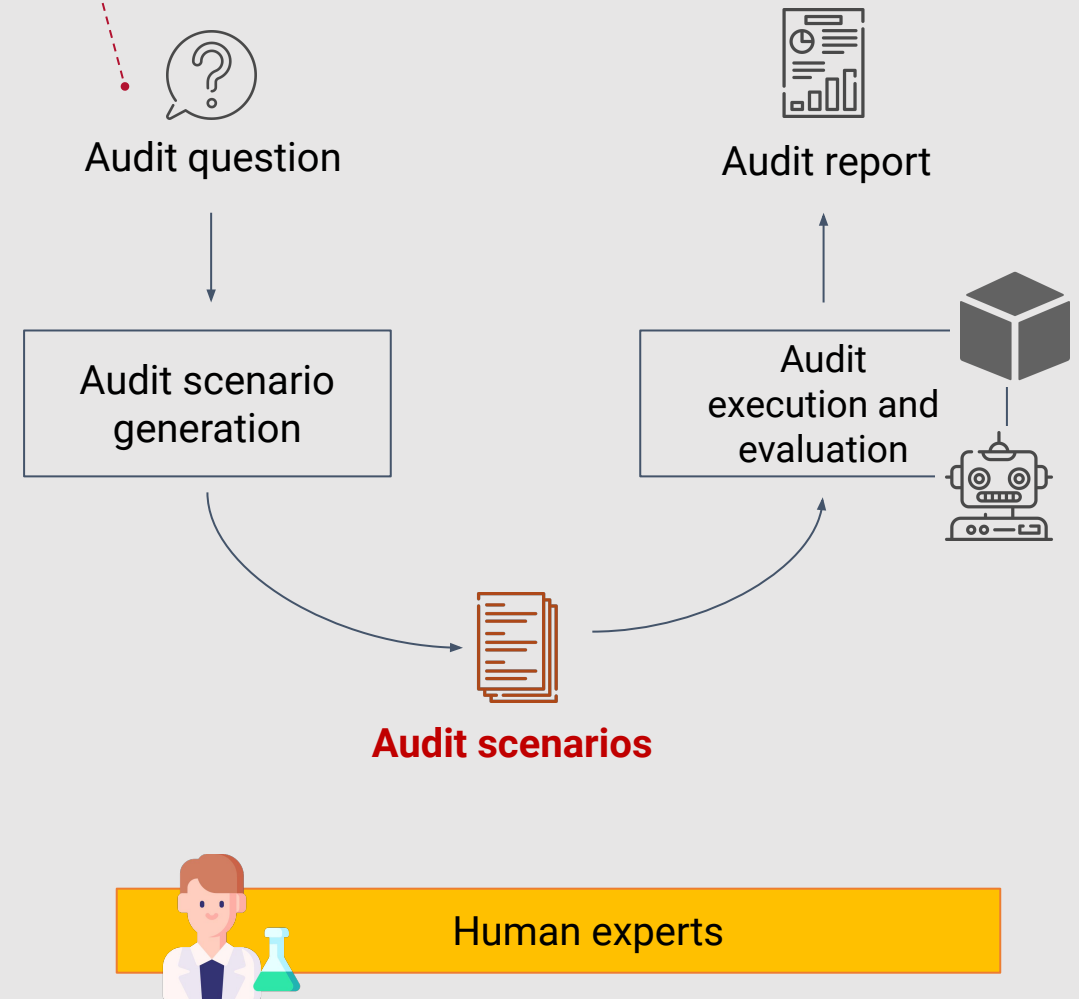 Audit question
Audit report
Audit scenario
generation
Audit
execution and
evaluation
Audit scenarios
Human experts